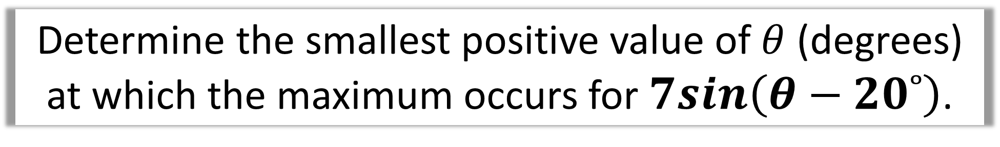 Determine the smallest positive value of θ (degrees)
at which the maximum occurs for 7sin(θ − 20°).